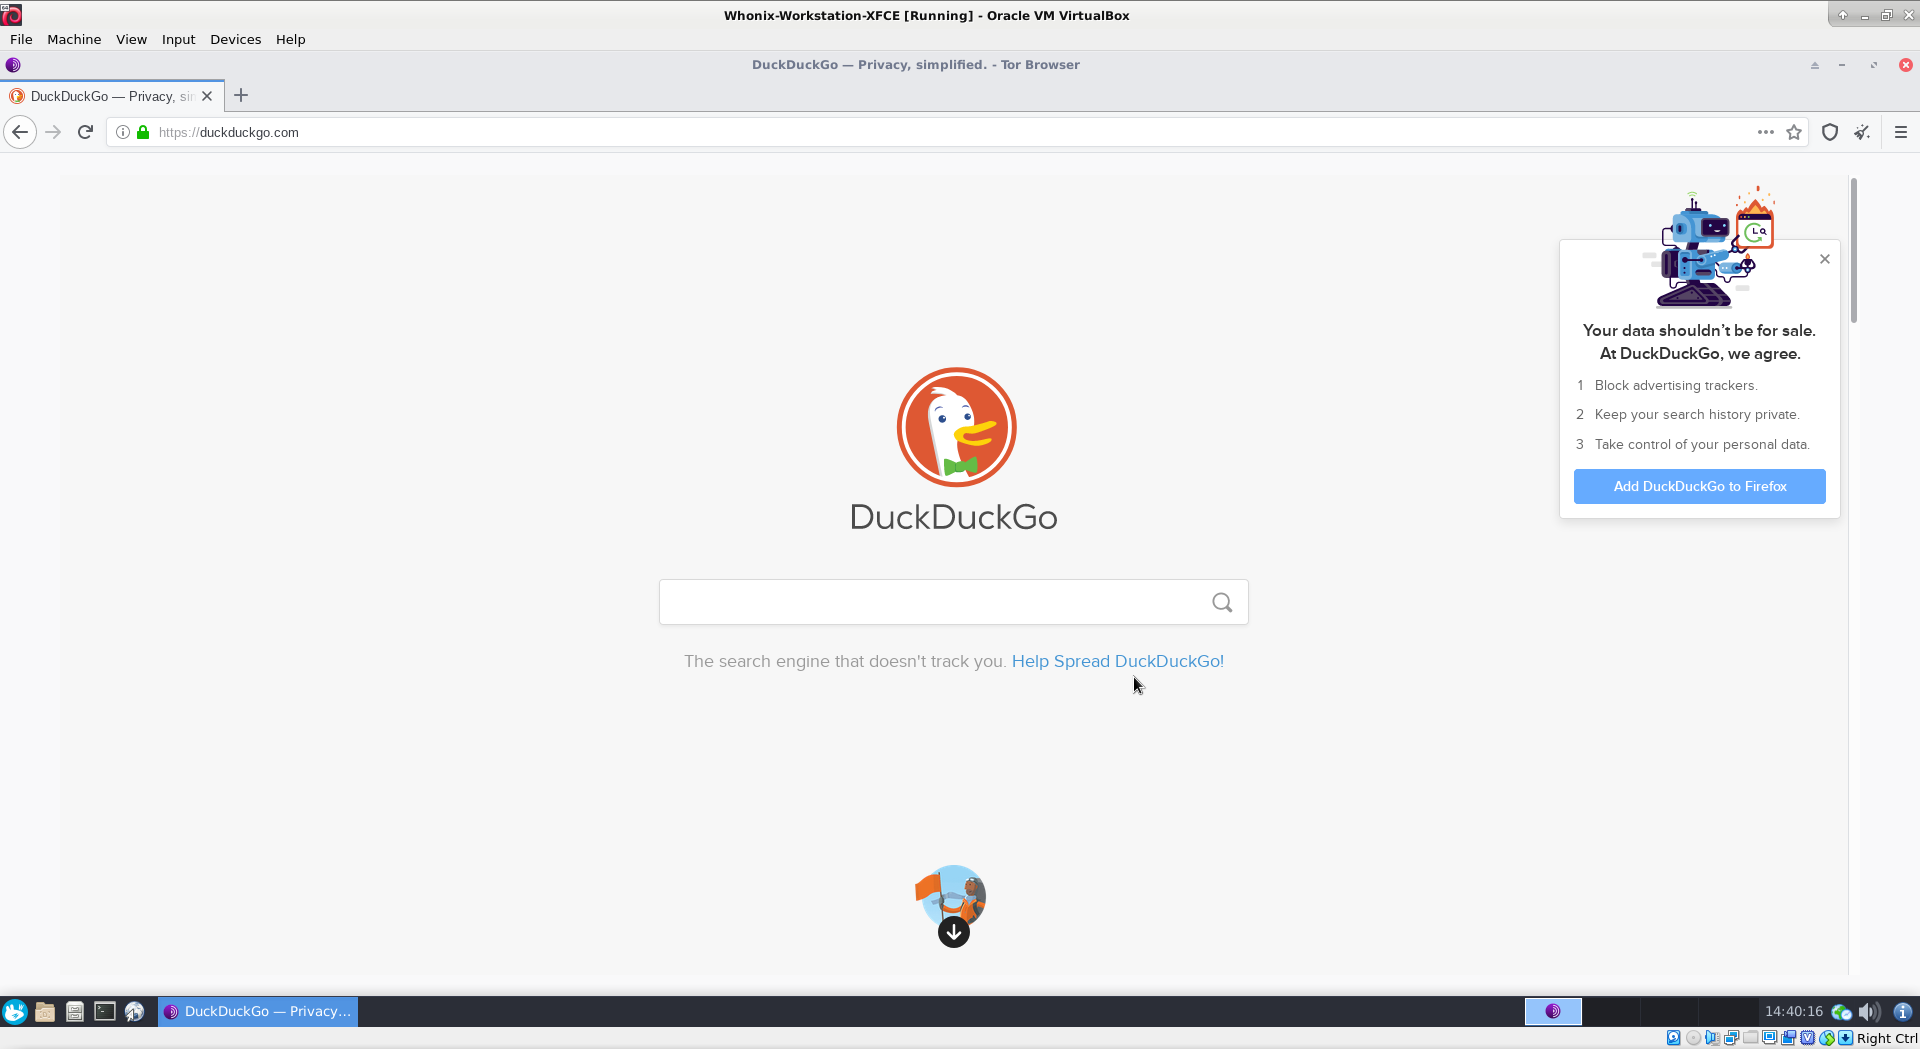 Whonix-Workstation-XFCE [Running] - Oracle VM VirtualBox
File Machine View Input Devices Help
DuckDuckGo — Privacy, simplified. - Tor Browser
DuckDuckGo — Privacy, sim
https://duckduckgo.com
Your data shouldn't be for sale.
At DuckDuckGo, we agree.
1 Block advertising trackers.
2 Keep your search history private.
3 Take control of your personal data.
Add DuckDuckGo to Firefox
DuckDuckGo
The search engine that doesn't track you. Help Spread DuckDuckGo!
DuckDuckGo — Privacy...
14:40:16
Right Ctrl